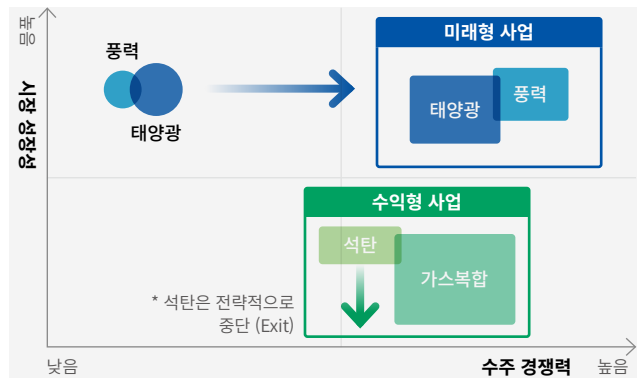 높음
시장 성장성
풍력
태양광
미래형 사업
태양광
풍력
수익형 사업
석탄
가스복합
* 석탄은 전략적으로
중단 (Exit)
낮음
수주 경쟁력
높음